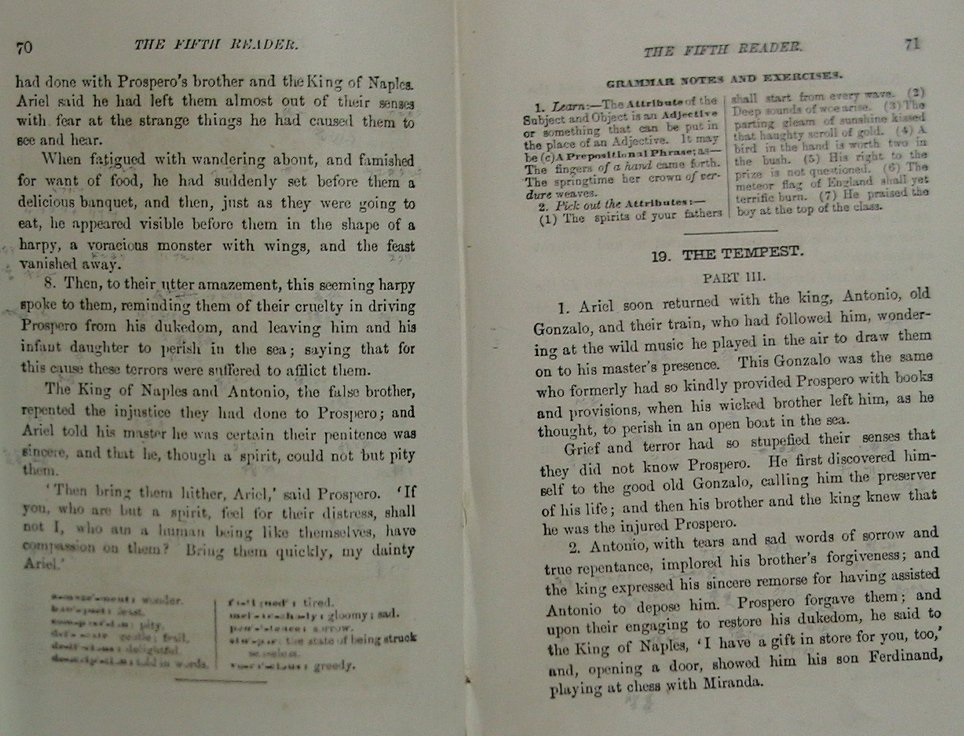 70 THE FIFTH READER.
had done with Prospero's brother and the King of Naples.
Ariel said he had left them almost out of their senses
with fear at the strange things he had caused them to
see and hear.
When fatigued with wandering about, and famished
for want of food, he had suddenly set before them a
delicious banquet, and then, just as they were going to
eat, he appeared visible before them in the shape of a
harpy, a voracious monster with wings, and the feast
vanished away.
8. Then, to their utter amazement, this seeming harpy
spoke to them, reminding them of their cruelty in driving
Prospero from his dukedom, and leaving him and his
infant daughter to perish in the sea; saying that for
this cause these terrors were suffered to afflict them.
The King of Naples and Antonio, the false brother,
repented the injustice they had done to Prospero; and
Ariel told his master he was certain their penitence was
sincere, and that he, though a spirit, could not but pity
them.
'Then bring them hither, Ariel,' said Prospero. 'If
you, who are but a spirit, feel for their distress, shall
not I, who am a human being like themselves, have
compassion on them? Bring them quickly, my dainty
Ariel.'
wonder.
feast.
pity.
gentle; frail.
delightful.
told in words.
tired.
gloomy; sad.
sorrow.
the state of being struck
senseless.
greedy.
THE FIFTH READER. 71
GRAMMAR NOTES AND EXERCISES.
1. Learn:—The Attribute of the
Subject and Object is an Adjective
or something that can be put in
the place of an Adjective. It may
be (c) A Prepositional Phrase; as—
The fingers of a hand came forth.
The springtime her crown of ver-
dure weaves.
2. Pick out the Attributes:—
(1) The spirits of your fathers
shall start from every wave. (2)
Deep sounds of woe arise. (3) The
parting gleam of sunshine kissed
that haughty scroll of gold. (4) A
bird in the hand is worth two in
the bush. (5) His right to the
prize is not questioned. (6) The
meteor flag of England shall yet
terrific burn. (7) He praised the
boy at the top of the class.
19. THE TEMPEST.
PART III.
1. Ariel soon returned with the king, Antonio, old
Gonzalo, and their train, who had followed him, wonder-
ing at the wild music he played in the air to draw them
on to his master's presence. This Gonzalo was the same
who formerly had so kindly provided Prospero with books
and provisions, when his wicked brother left him, as he
thought, to perish in an open boat in the sea.
Grief and terror had so stupefied their senses that
they did not know Prospero. He first discovered him-
self to the good old Gonzalo, calling him the preserver
of his life; and then his brother and the king knew that
he was the injured Prospero.
2. Antonio, with tears and sad words of sorrow and
true repentance, implored his brother's forgiveness; and
the king expressed his sincere remorse for having assisted
Antonio to depose him. Prospero forgave them; and
upon their engaging to restore his dukedom, he said to
the King of Naples, 'I have a gift in store for you, too,'
and, opening a door, showed him his son Ferdinand,
playing at chess with Miranda.